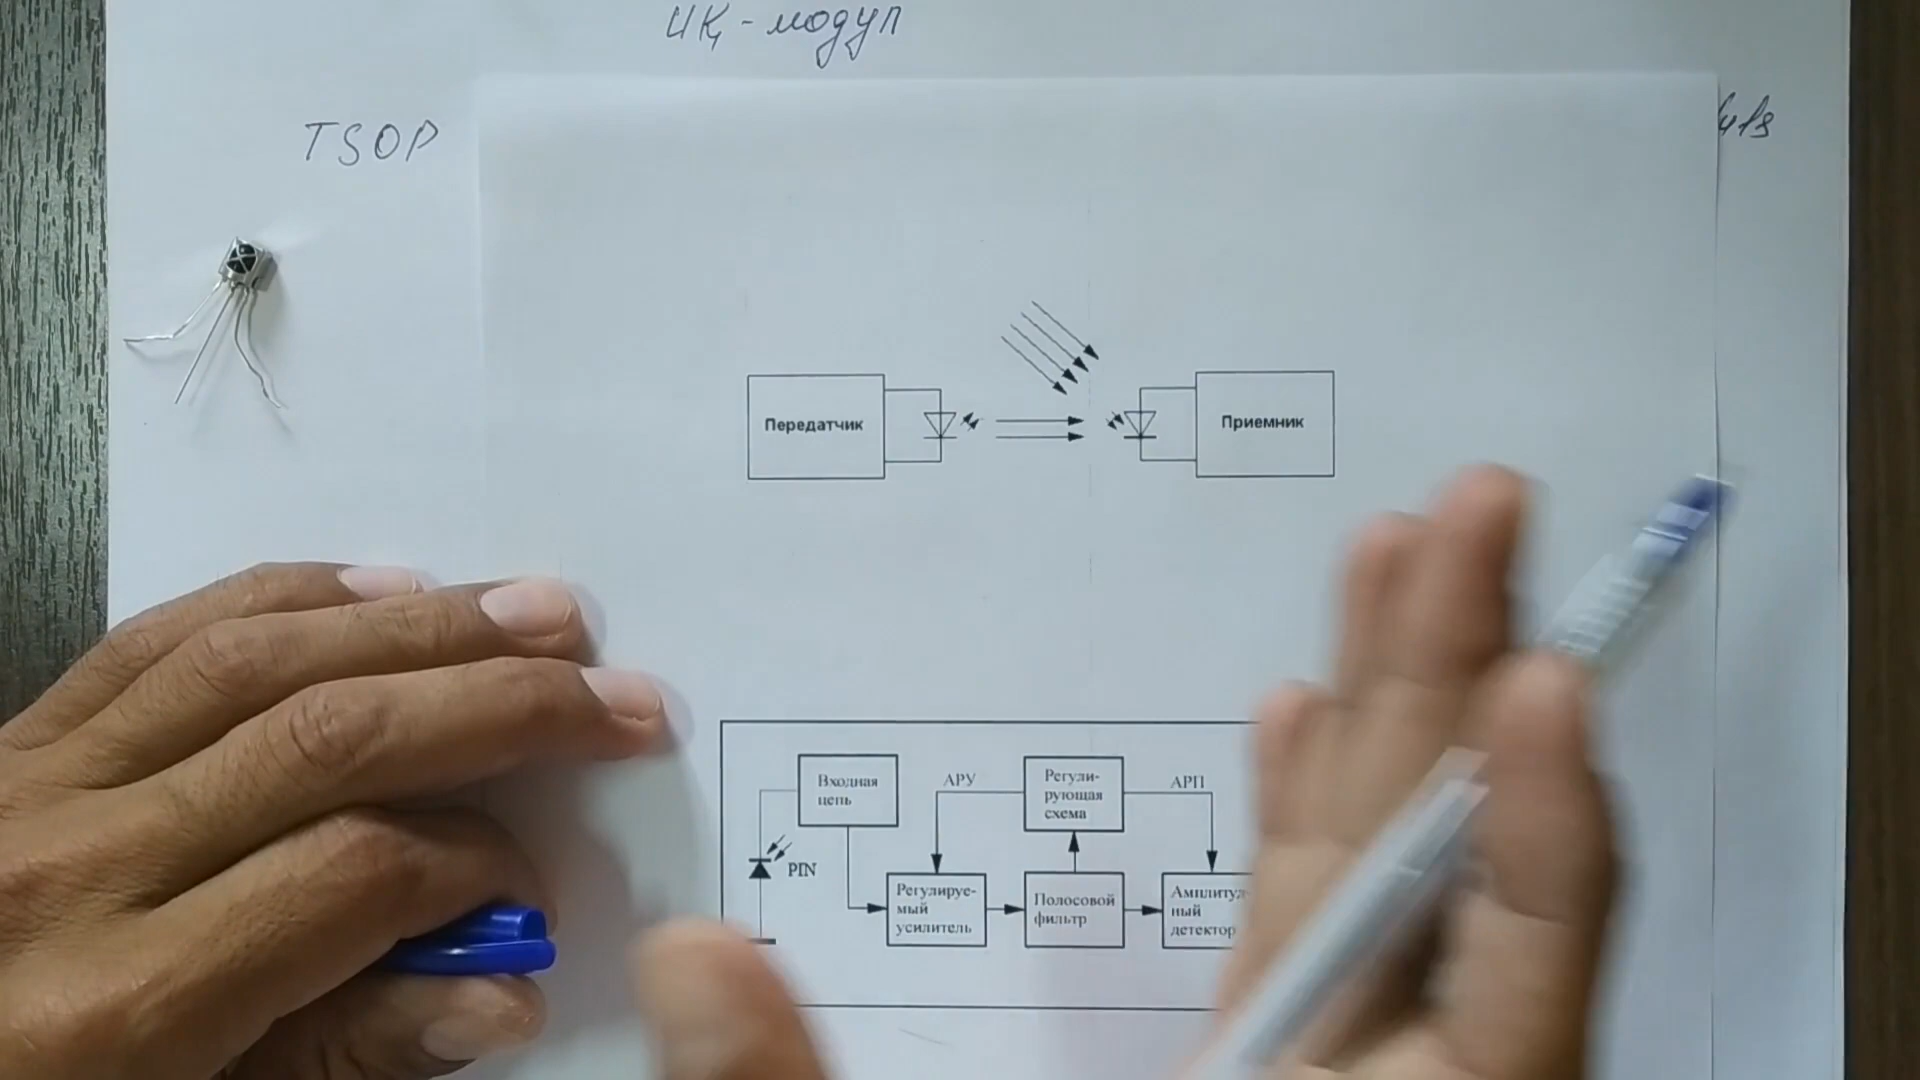 ИК-модул
TSOP
Передатчик
Приемник
Входная
цепь
АРУ
Регули-
рующая
схема
АРП
PIN
Регулируе-
мый
усилитель
Полосовой
фильтр
Амплитуд-
ный
детектор